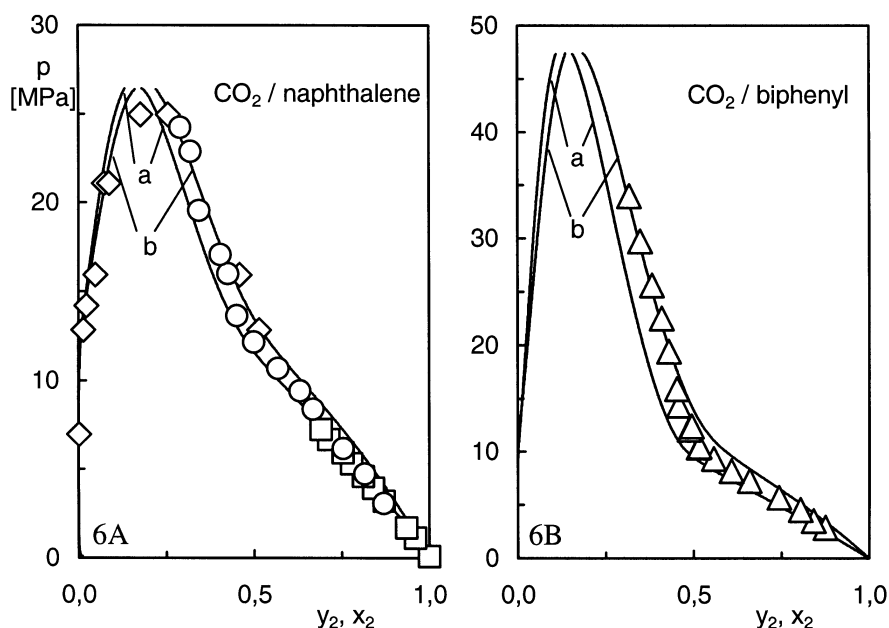 30
p
[MPa]
20
10
0
CO₂ / naphthalene
a
b
6A
0,0
0,5
1,0
y₂, x₂
50
40
30
20
10
0
CO₂ / biphenyl
a
b
6B
0,0
0,5
1,0
y₂, x₂